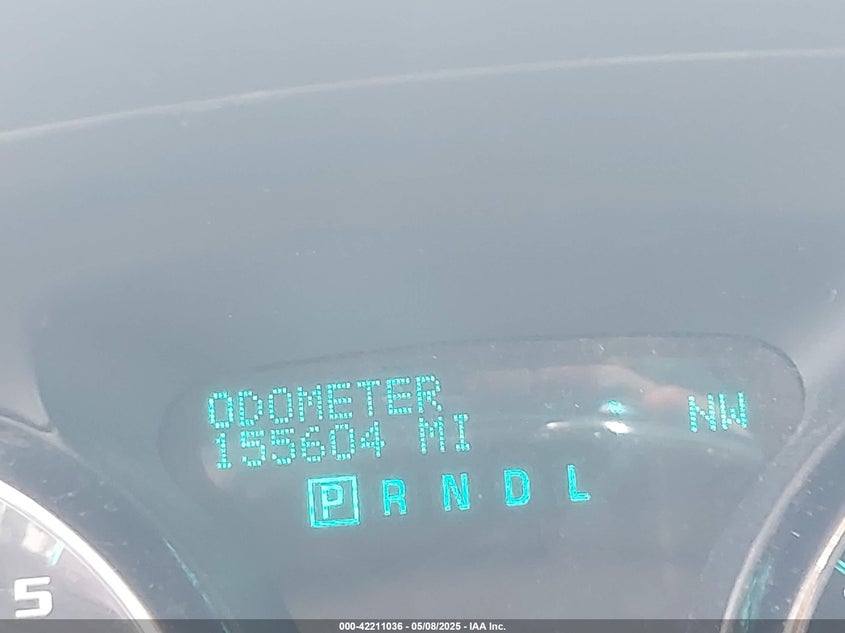 ODOMETER
155604 MI
NW
P R N D L
5
000-42211036 - 05/08/2025 - IAA Inc.